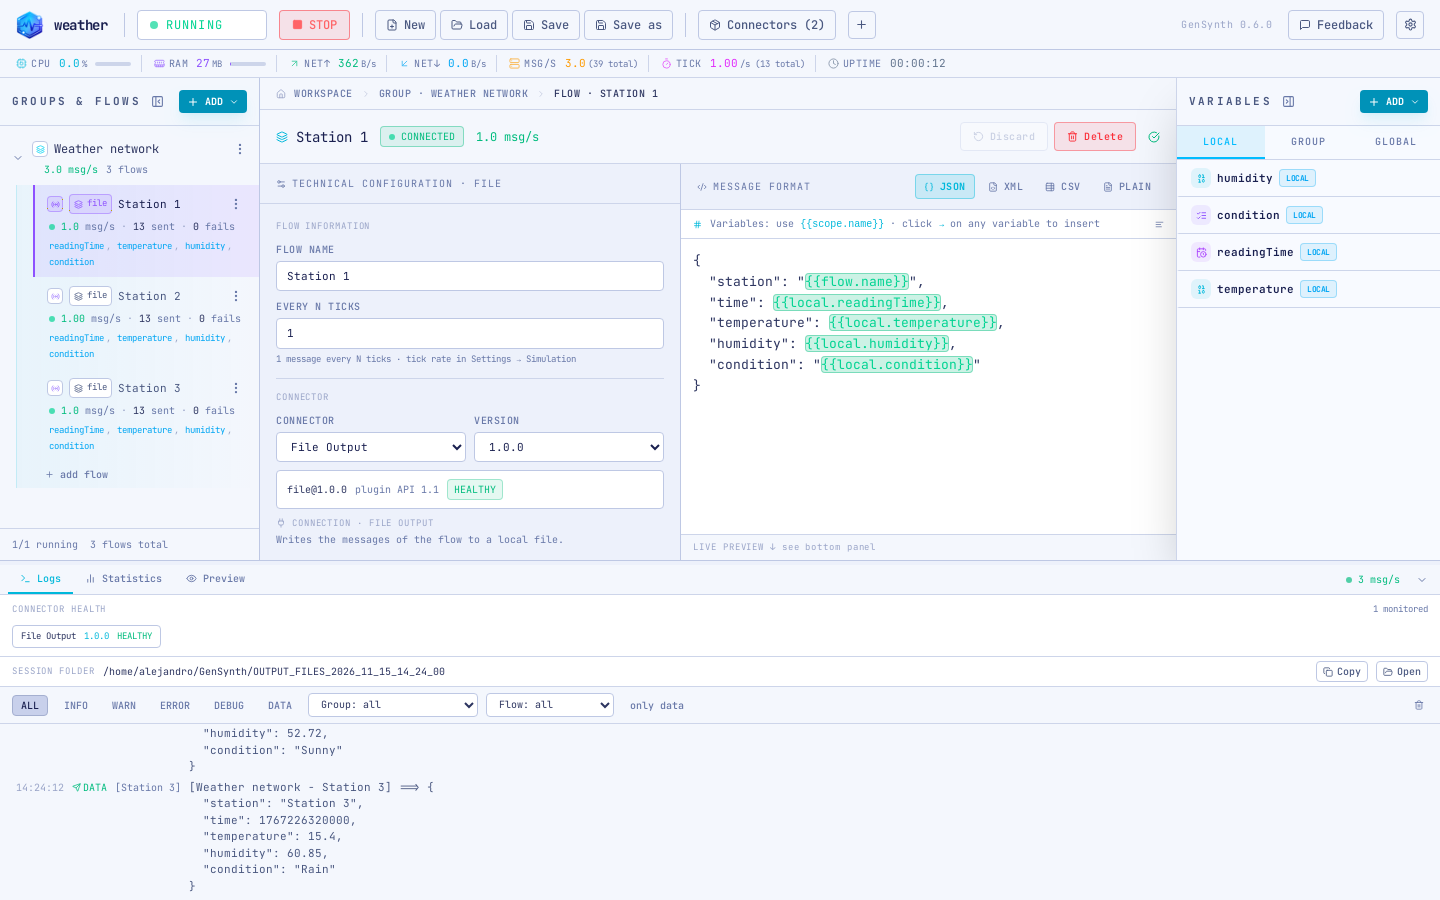 weather
RUNNING
STOP
New
Load
Save
Save as
Connectors (2)
GenSynth 0.6.0
Feedback
CPU 0.0%
RAM 27MB
NET↑ 362B/s
NET↓ 0.0B/s
MSG/S 3.0(39 total)
TICK 1.00/s (13 total)
UPTIME 00:00:12
GROUPS & FLOWS
ADD
Weather network
3.0 msg/s 3 flows
file Station 1
1.0 msg/s · 13 sent · 0 fails
readingTime, temperature, humidity,
condition
file Station 2
1.00 msg/s · 13 sent · 0 fails
readingTime, temperature, humidity,
condition
file Station 3
1.0 msg/s · 13 sent · 0 fails
readingTime, temperature, humidity,
condition
+ add flow
1/1 running 3 flows total
WORKSPACE
GROUP · WEATHER NETWORK
FLOW · STATION 1
Station 1
CONNECTED
1.0 msg/s
Discard
Delete
TECHNICAL CONFIGURATION · FILE
FLOW INFORMATION
FLOW NAME
Station 1
EVERY N TICKS
1
1 message every N ticks · tick rate in Settings → Simulation
CONNECTOR
CONNECTOR
VERSION
File Output
1.0.0
file@1.0.0 plugin API 1.1 HEALTHY
CONNECTION · FILE OUTPUT
Writes the messages of the flow to a local file.
MESSAGE FORMAT
JSON
XML
CSV
PLAIN
# Variables: use {{scope.name}} · click → on any variable to insert
{
"station": "{{flow.name}}",
"time": {{local.readingTime}},
"temperature": {{local.temperature}},
"humidity": {{local.humidity}},
"condition": "{{local.condition}}"
}
LIVE PREVIEW ↓ see bottom panel
VARIABLES
ADD
LOCAL
GROUP
GLOBAL
humidity LOCAL
condition LOCAL
readingTime LOCAL
temperature LOCAL
Logs
Statistics
Preview
3 msg/s
CONNECTOR HEALTH
1 monitored
File Output 1.0.0 HEALTHY
SESSION FOLDER /home/alejandro/GenSynth/OUTPUT_FILES_2026_11_15_14_24_00
Copy
Open
ALL
INFO
WARN
ERROR
DEBUG
DATA
Group: all
Flow: all
only data
"humidity": 52.72,
"condition": "Sunny"
}
14:24:12 DATA [Station 3] [Weather network - Station 3] ⟹ {
"station": "Station 3",
"time": 1767226320000,
"temperature": 15.4,
"humidity": 60.85,
"condition": "Rain"
}